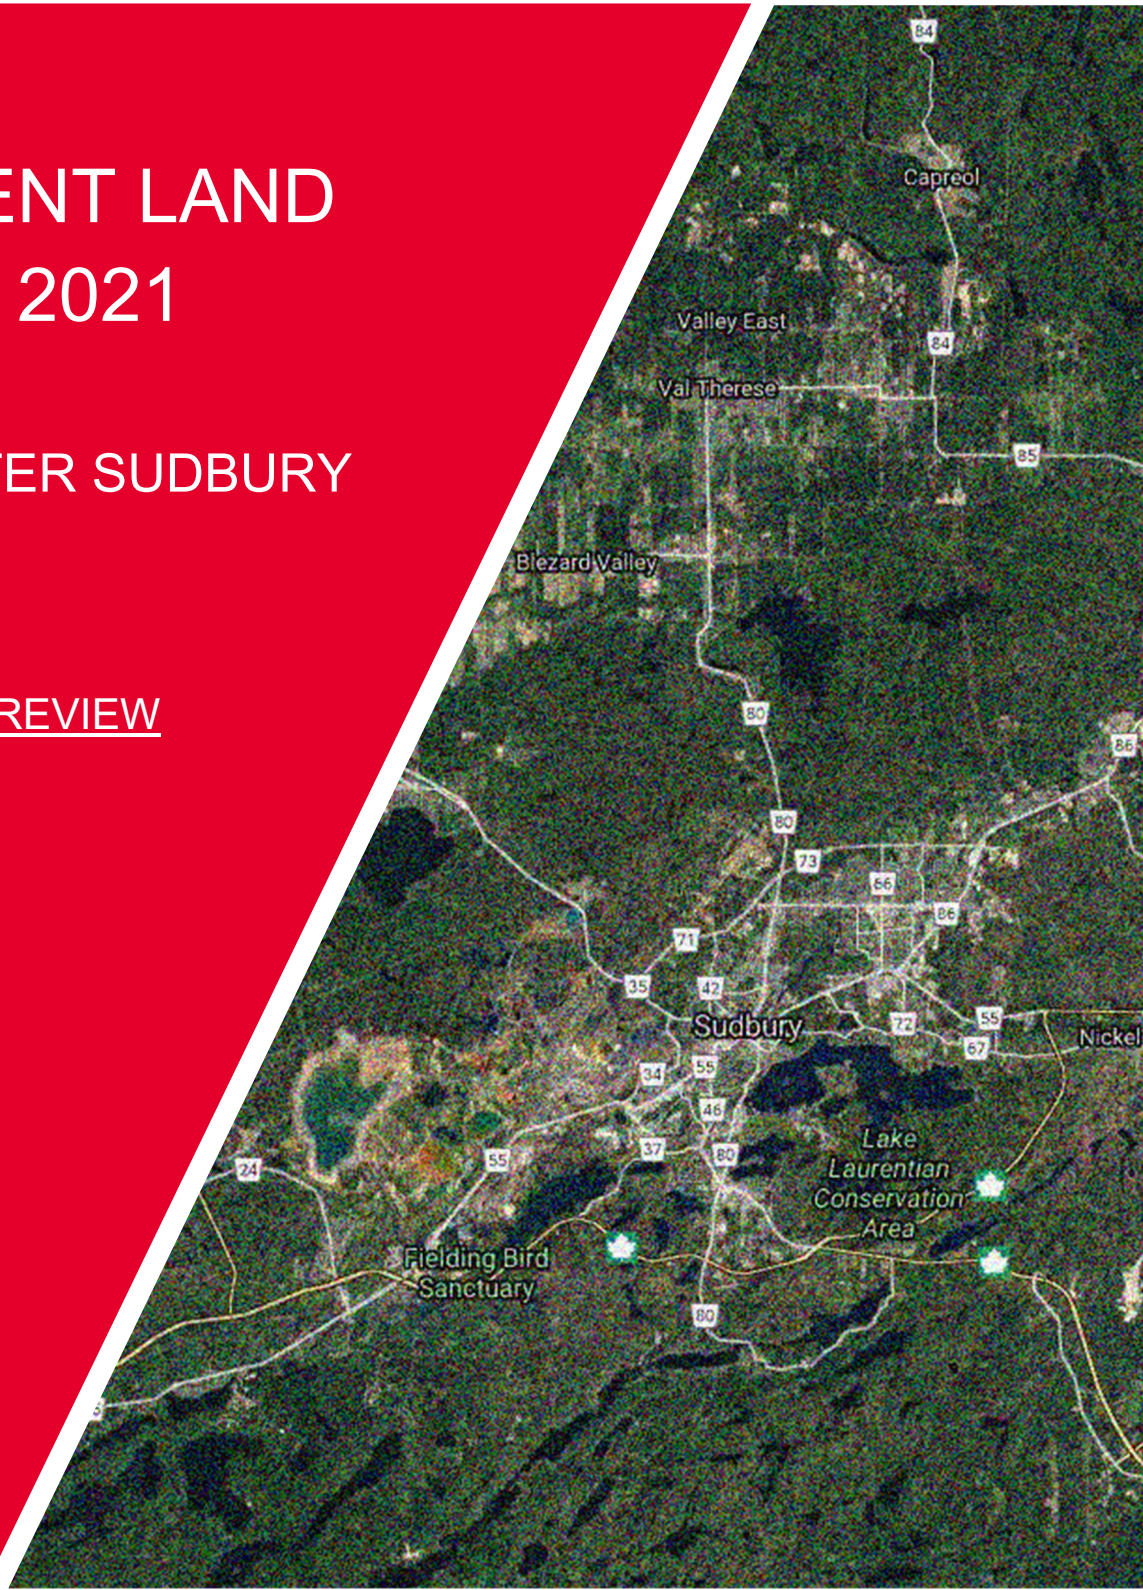 ENT LAND
2021
TER SUDBURY
REVIEW
84
Capreol
Valley East
84
Val Therese
85
Blezard Valley
80
86
80
73
66
86
71
35
42
Sudbury
72
55
67
Nickel
34
55
46
37
80
Lake
Laurentian
Conservation
Area
24
55
Fielding Bird
Sanctuary
80